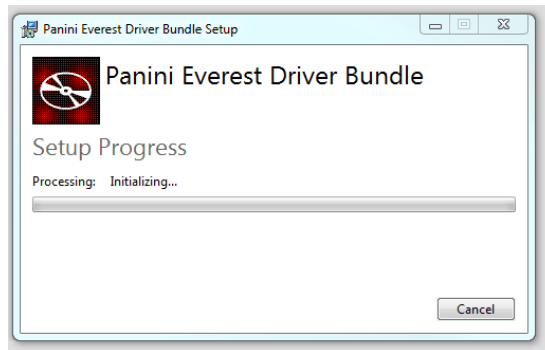 Panini Everest Driver Bundle Setup
Panini Everest Driver Bundle
Setup Progress
Processing: Initializing...
Cancel